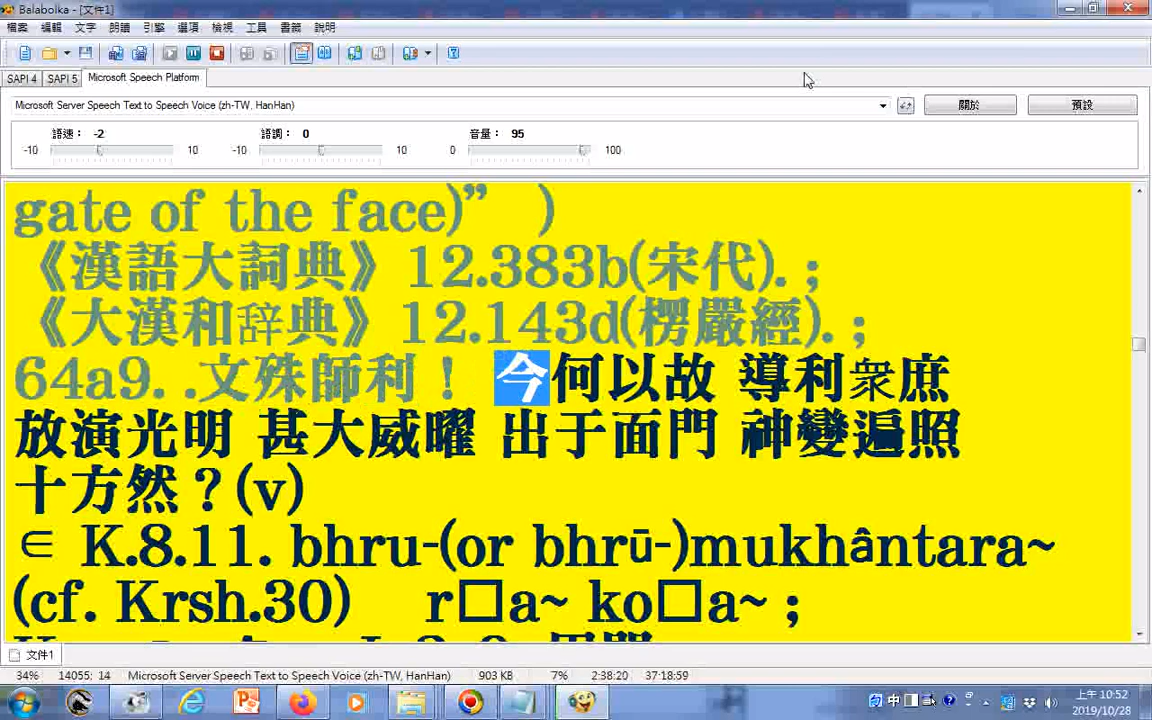 Balabolka - [文件1]
檔案 編輯 文字 朗讀 引擎 選項 檢視 工具 書籤 說明
SAPI 4 SAPI 5 Microsoft Speech Platform
Microsoft Server Speech Text to Speech Voice (zh-TW, HanHan) 關於 預設
語速： -2 語調： 0 音量： 95
-10 10 -10 10 0 100
gate of the face)” )
《漢語大詞典》 12.383b(宋代). ;
《大漢和辞典》 12.143d(楞嚴經). ;
64a9. .文殊師利！ 今何以故 導利衆庶
放演光明 甚大威曜 出于面門 神變遍照
十方然？(v)
∈ K.8.11. bhru-(or bhrū-)mukhântara~
(cf. Krsh.30) r□a~ ko□a~ ;
文件1
34% 14055: 14 Microsoft Server Speech Text to Speech Voice (zh-TW, HanHan) 903 KB 7% 2:38:20 37:18:59
中 上午 10:52
2019/10/28